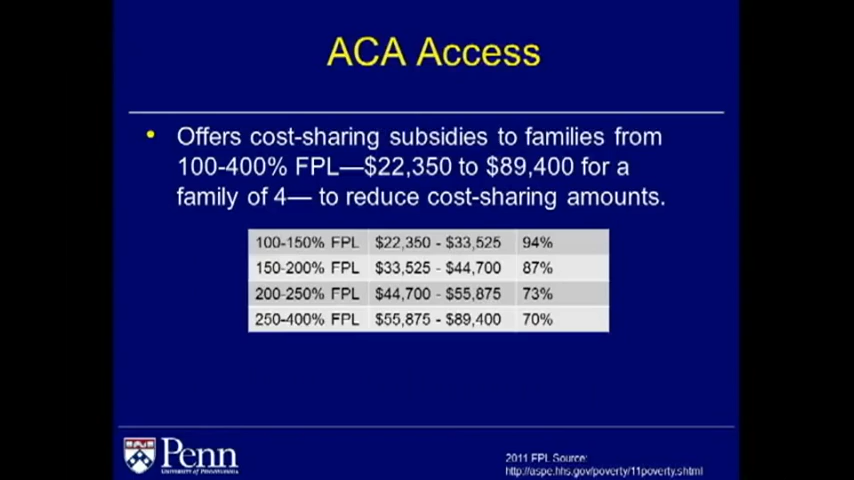 ACA Access
• Offers cost-sharing subsidies to families from
100-400% FPL—$22,350 to $89,400 for a
family of 4— to reduce cost-sharing amounts.
100-150% FPL $22,350 - $33,525 94%
150-200% FPL $33,525 - $44,700 87%
200-250% FPL $44,700 - $55,875 73%
250-400% FPL $55,875 - $89,400 70%
Penn
UNIVERSITY of PENNSYLVANIA
2011 FPL Source:
http://aspe.hhs.gov/poverty/11poverty.shtml